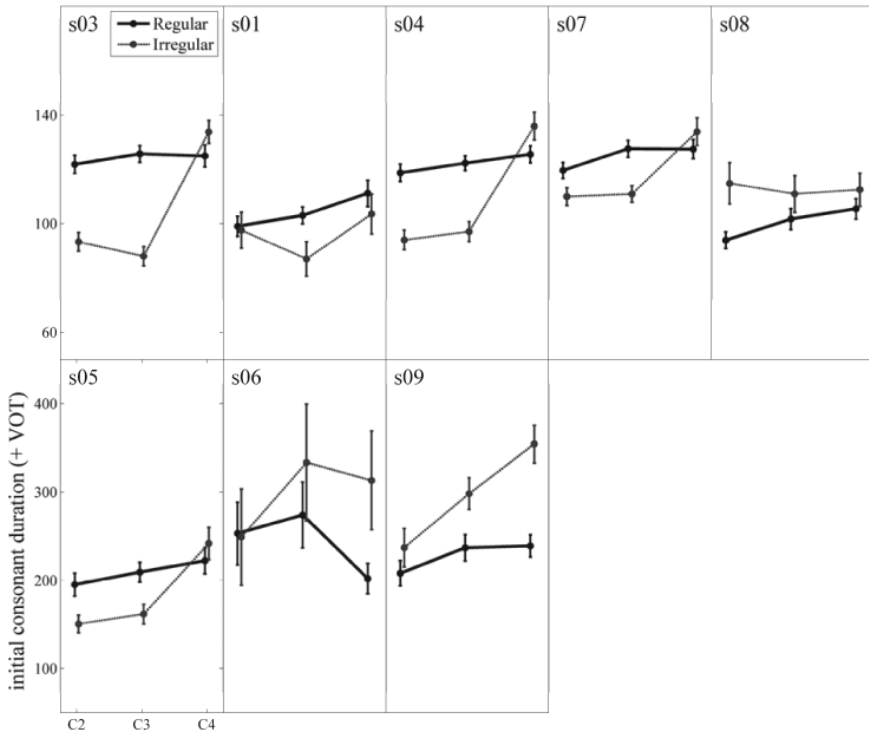 s03
Regular
Irregular
s01
s04
s07
s08
140
100
60
s05
s06
s09
400
300
200
100
initial consonant duration (+ VOT)
C2
C3
C4